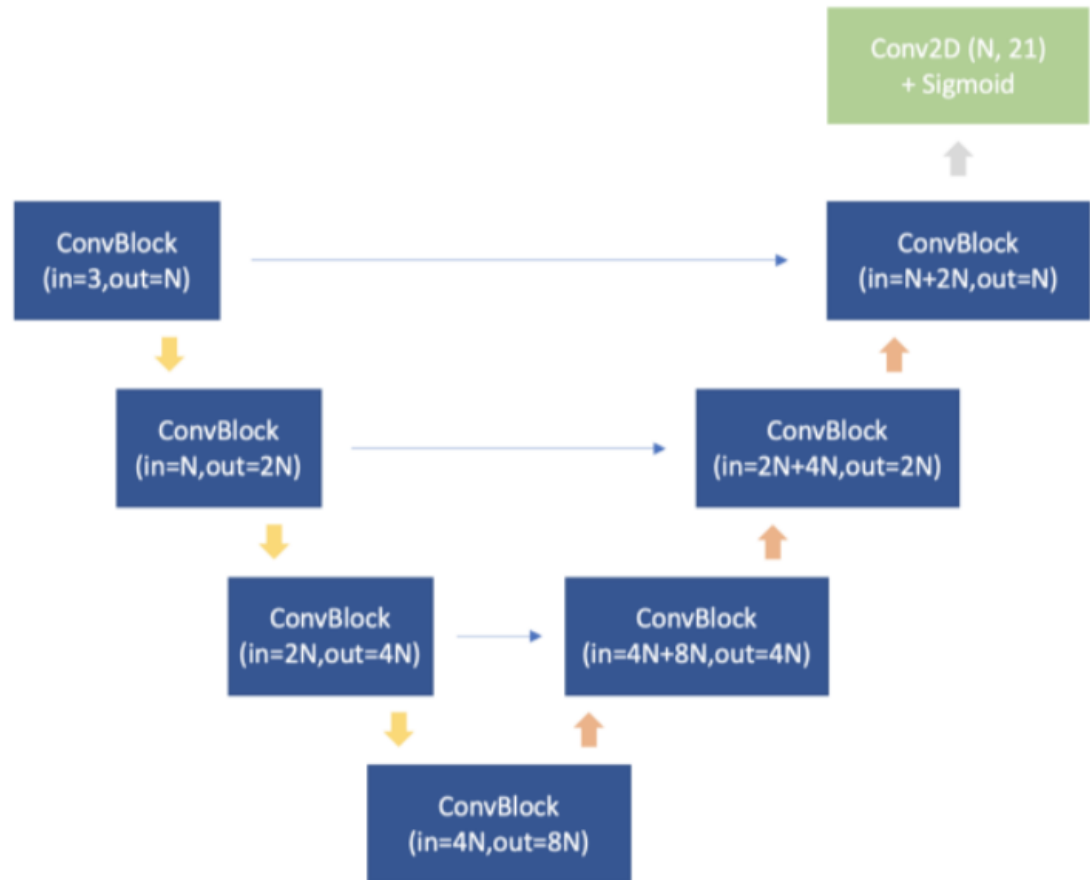 Conv2D (N, 21)
+ Sigmoid
ConvBlock
(in=3,out=N)
ConvBlock
(in=N+2N,out=N)
ConvBlock
(in=N,out=2N)
ConvBlock
(in=2N+4N,out=2N)
ConvBlock
(in=2N,out=4N)
ConvBlock
(in=4N+8N,out=4N)
ConvBlock
(in=4N,out=8N)